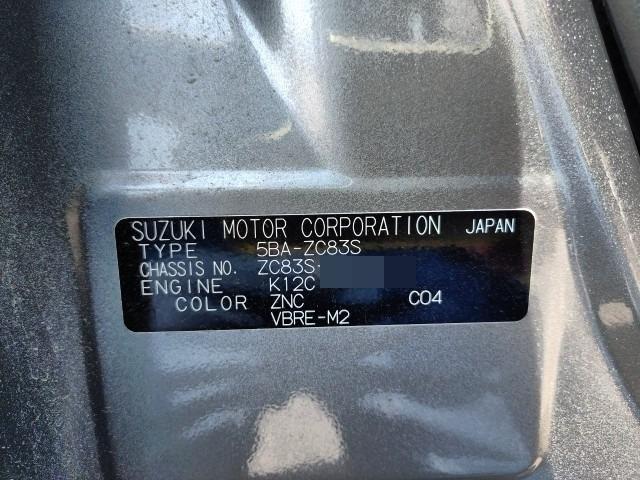 SUZUKI MOTOR CORPORATION JAPAN
TYPE 5BA-ZC83S
CHASSIS NO. ZC83S-
ENGINE K12C
COLOR ZNC C04
VBRE-M2